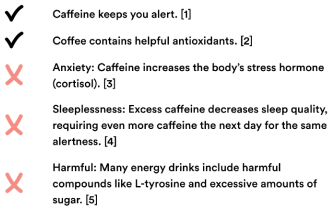 Caffeine keeps you alert. [1]
Coffee contains helpful antioxidants. [2]
Anxiety: Caffeine increases the body's stress hormone
(cortisol). [3]
Sleeplessness: Excess caffeine decreases sleep quality,
requiring even more caffeine the next day for the same
alertness. [4]
Harmful: Many energy drinks include harmful
compounds like L-tyrosine and excessive amounts of
sugar. [5]